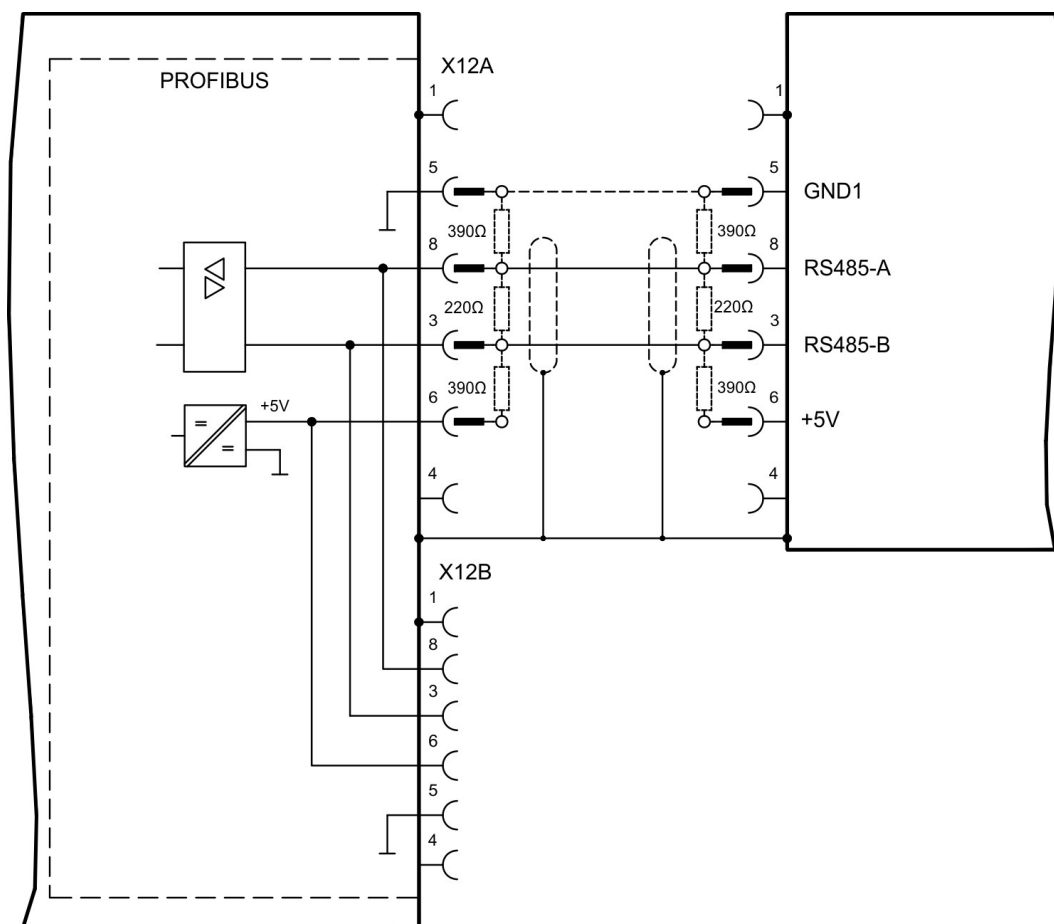 X12A
PROFIBUS
1 1
5 5 GND1
390Ω 390Ω
8 8 RS485-A
220Ω 220Ω
3 3 RS485-B
390Ω 390Ω
+5V 6 6 +5V
= =
4 4
X12B
1
8
3
6
5
4